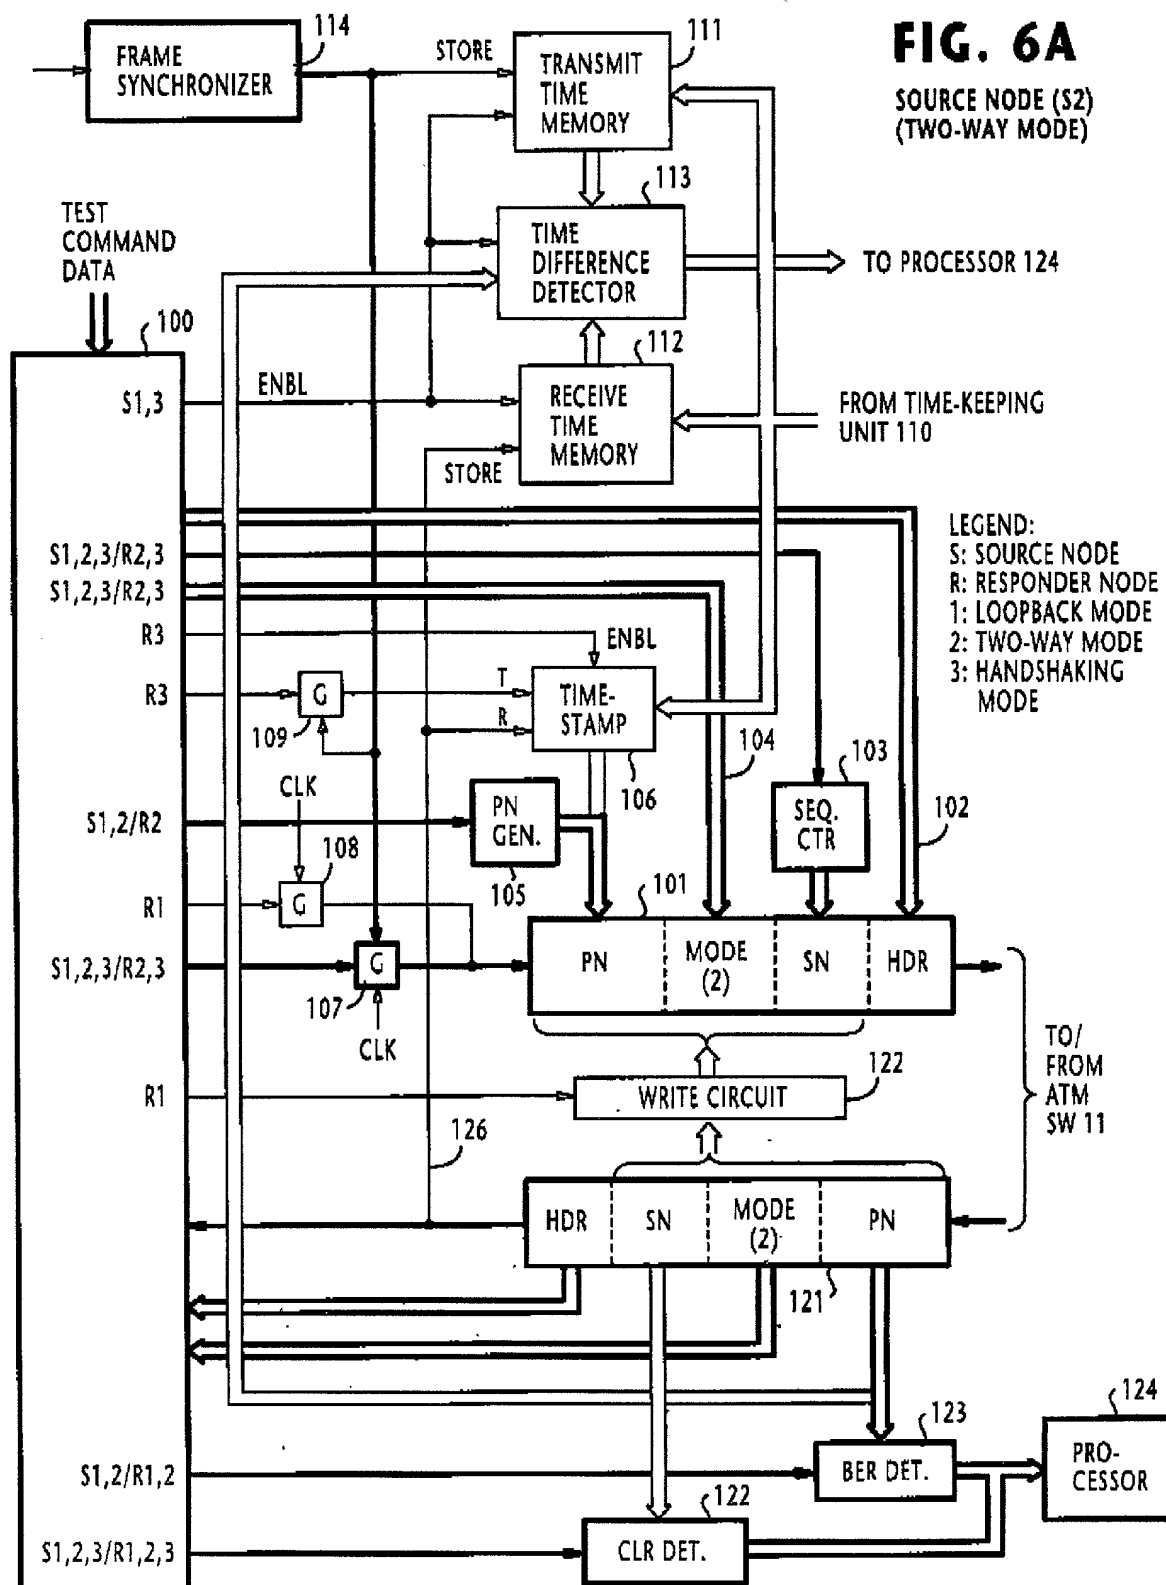 FIG. 6A
SOURCE NODE (S2)
(TWO-WAY MODE)
114
FRAME
SYNCHRONIZER
STORE
111
TRANSMIT
TIME
MEMORY
113
TIME
DIFFERENCE
DETECTOR
TO PROCESSOR 124
TEST
COMMAND
DATA
100
S1,3
ENBL
112
RECEIVE
TIME
MEMORY
STORE
FROM TIME-KEEPING
UNIT 110
LEGEND:
S: SOURCE NODE
R: RESPONDER NODE
1: LOOPBACK MODE
2: TWO-WAY MODE
3: HANDSHAKING
MODE
S1,2,3/R2,3
S1,2,3/R2,3
R3
ENBL
R3
G
109
T
R
TIME-
STAMP
106
104
103
SEQ.
CTR
102
CLK
S1,2/R2
PN
GEN.
105
108
G
R1
101
S1,2,3/R2,3
G
107
CLK
PN
MODE
(2)
SN
HDR
TO/
FROM
ATM
SW 11
R1
WRITE CIRCUIT
122
126
HDR
SN
MODE
(2)
PN
121
123
124
S1,2/R1,2
BER DET.
PRO-
CESSOR
122
S1,2,3/R1,2,3
CLR DET.